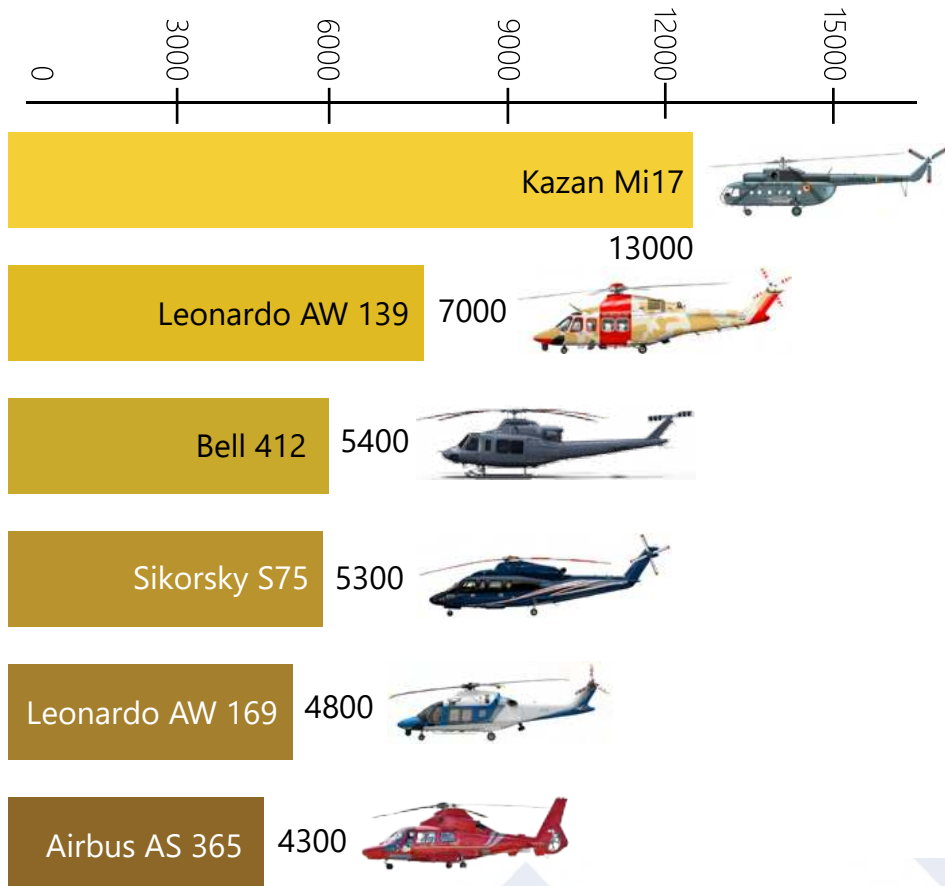 0
3000
6000
9000
12000
15000
Kazan Mi17
13000
Leonardo AW 139
7000
Bell 412
5400
Sikorsky S75
5300
Leonardo AW 169
4800
Airbus AS 365
4300